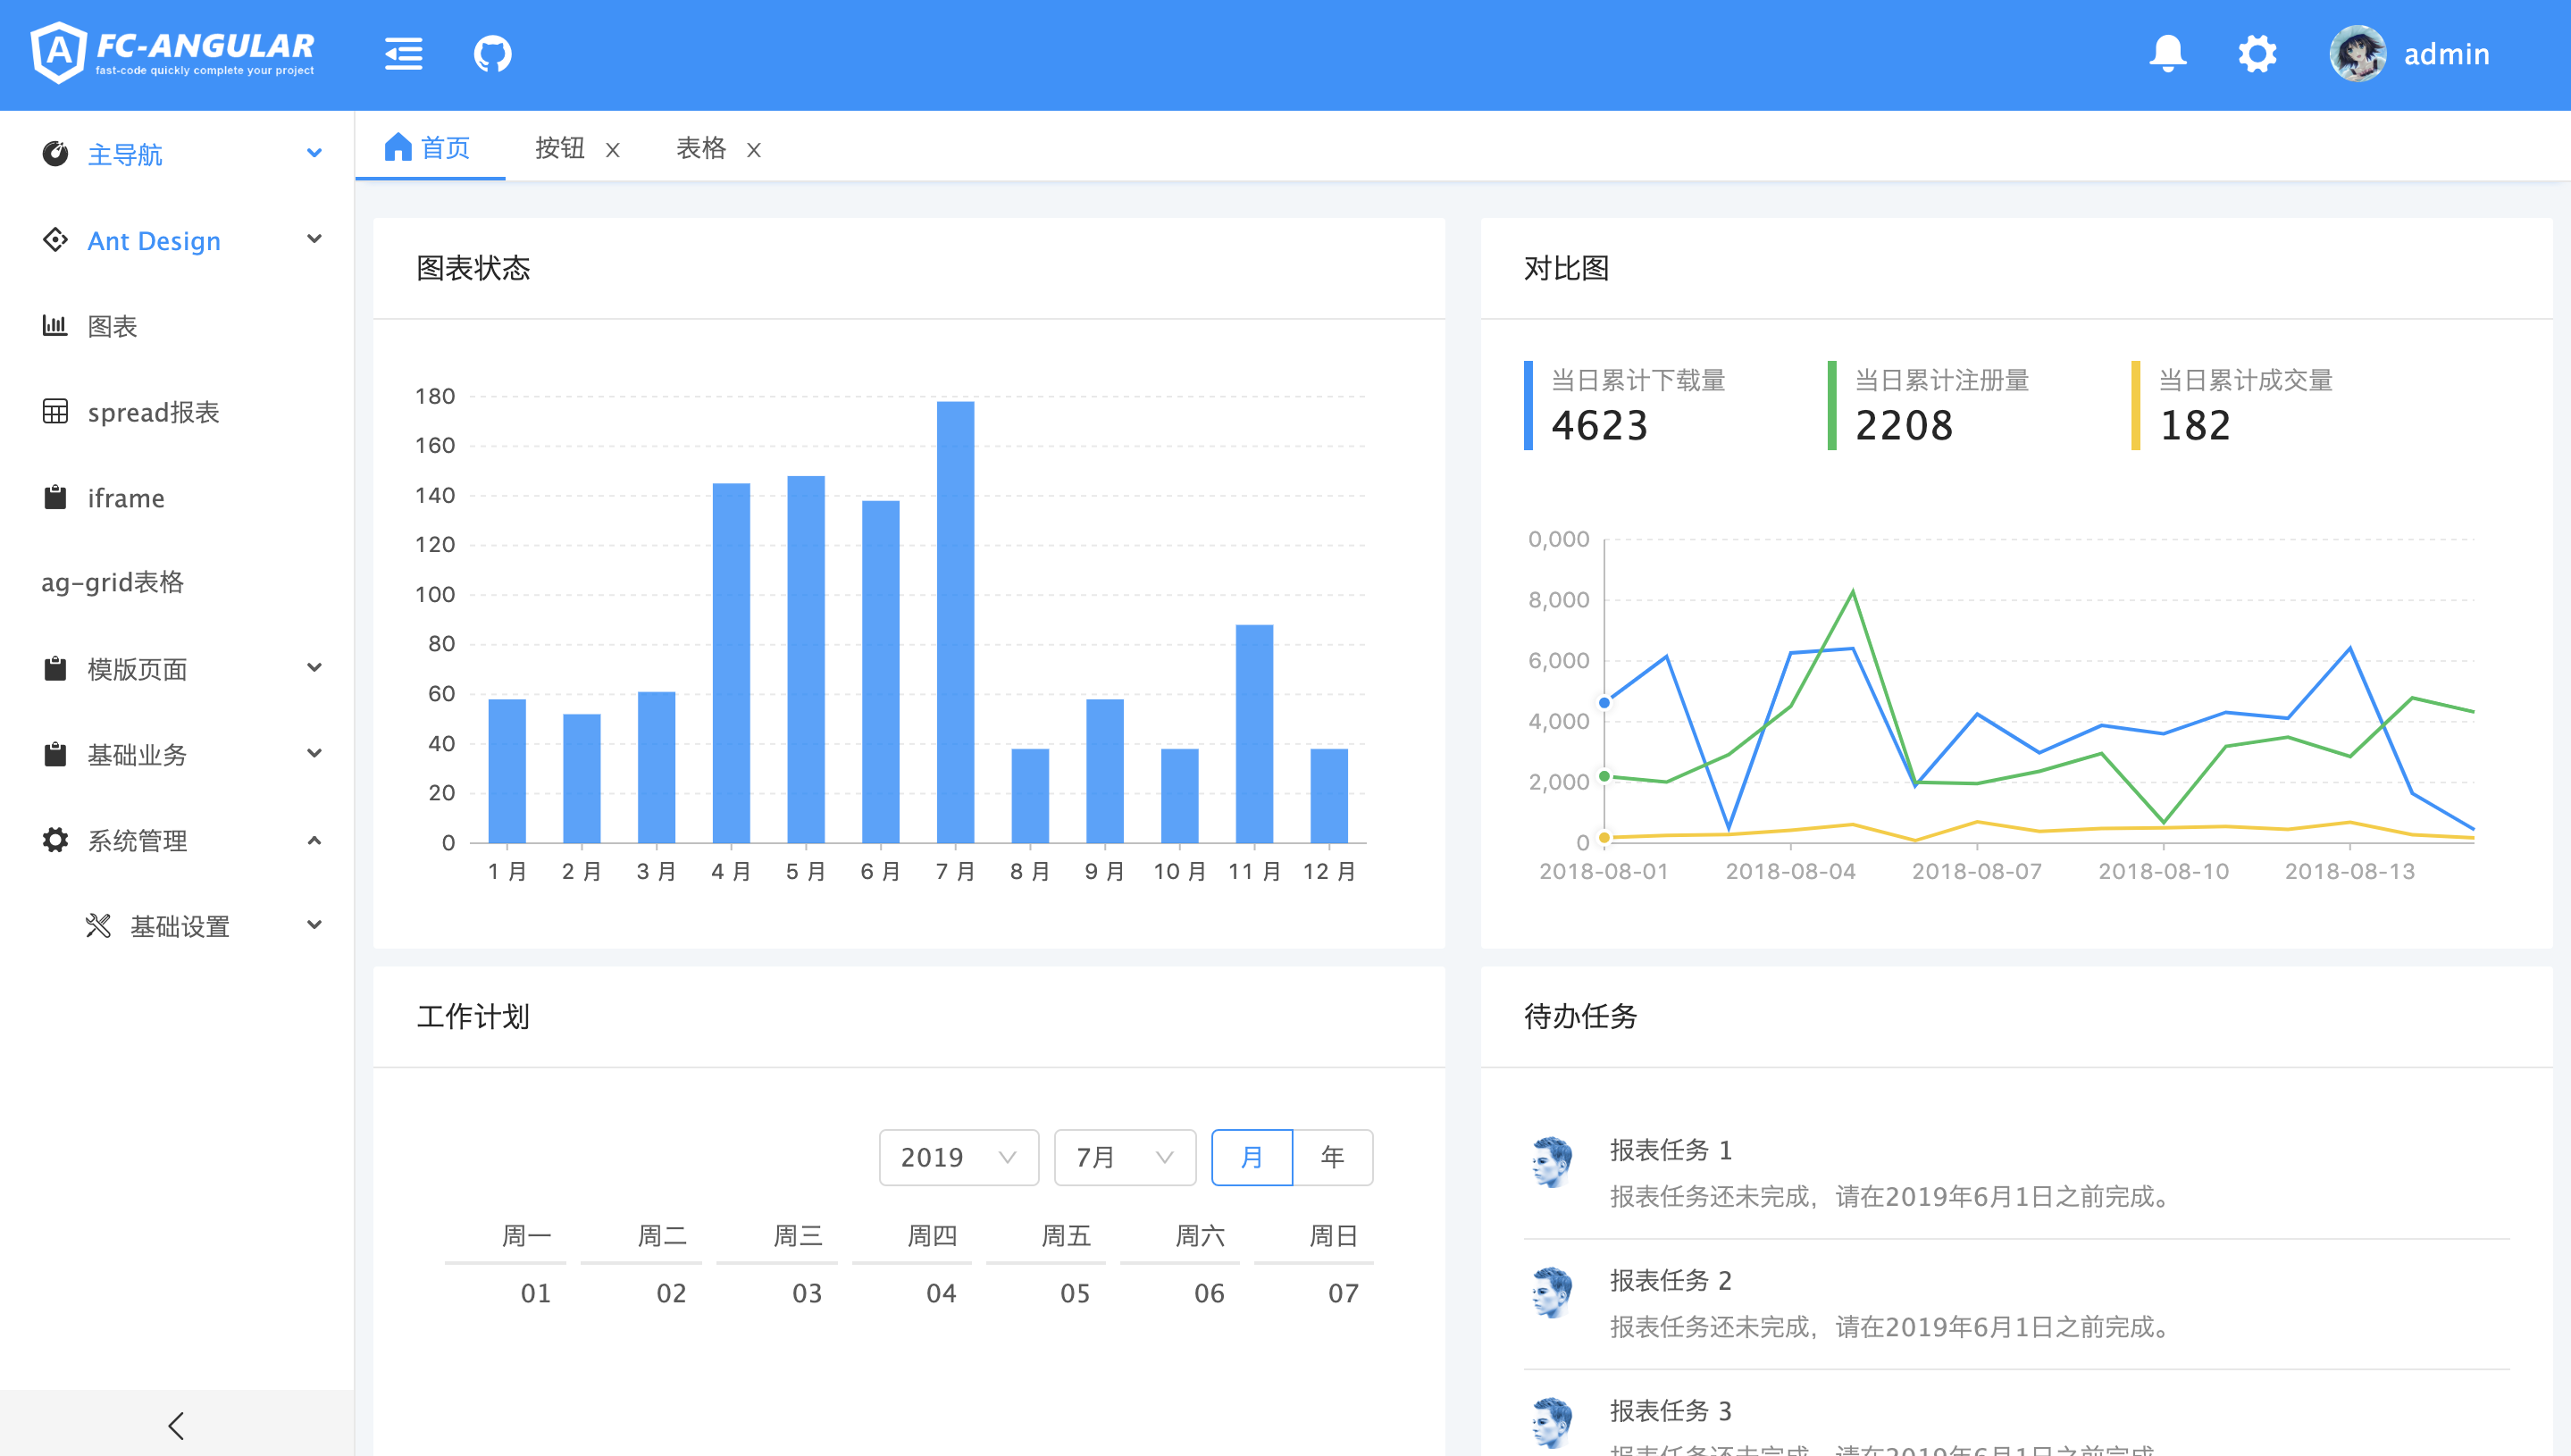 FC-ANGULAR
fast-code quickly complete your project
admin
主导航
Ant Design
图表
spread报表
iframe
ag-grid表格
模版页面
基础业务
系统管理
基础设置
首页
按钮 x
表格 x
图表状态
180
160
140
120
100
80
60
40
20
0
1 月 2 月 3 月 4 月 5 月 6 月 7 月 8 月 9 月 10 月 11 月 12 月
对比图
当日累计下载量
4623
当日累计注册量
2208
当日累计成交量
182
0,000
8,000
6,000
4,000
2,000
0
2018-08-01 2018-08-04 2018-08-07 2018-08-10 2018-08-13
工作计划
2019 7月 月 年
周一 周二 周三 周四 周五 周六 周日
01 02 03 04 05 06 07
待办任务
报表任务 1
报表任务还未完成，请在2019年6月1日之前完成。
报表任务 2
报表任务还未完成，请在2019年6月1日之前完成。
报表任务 3